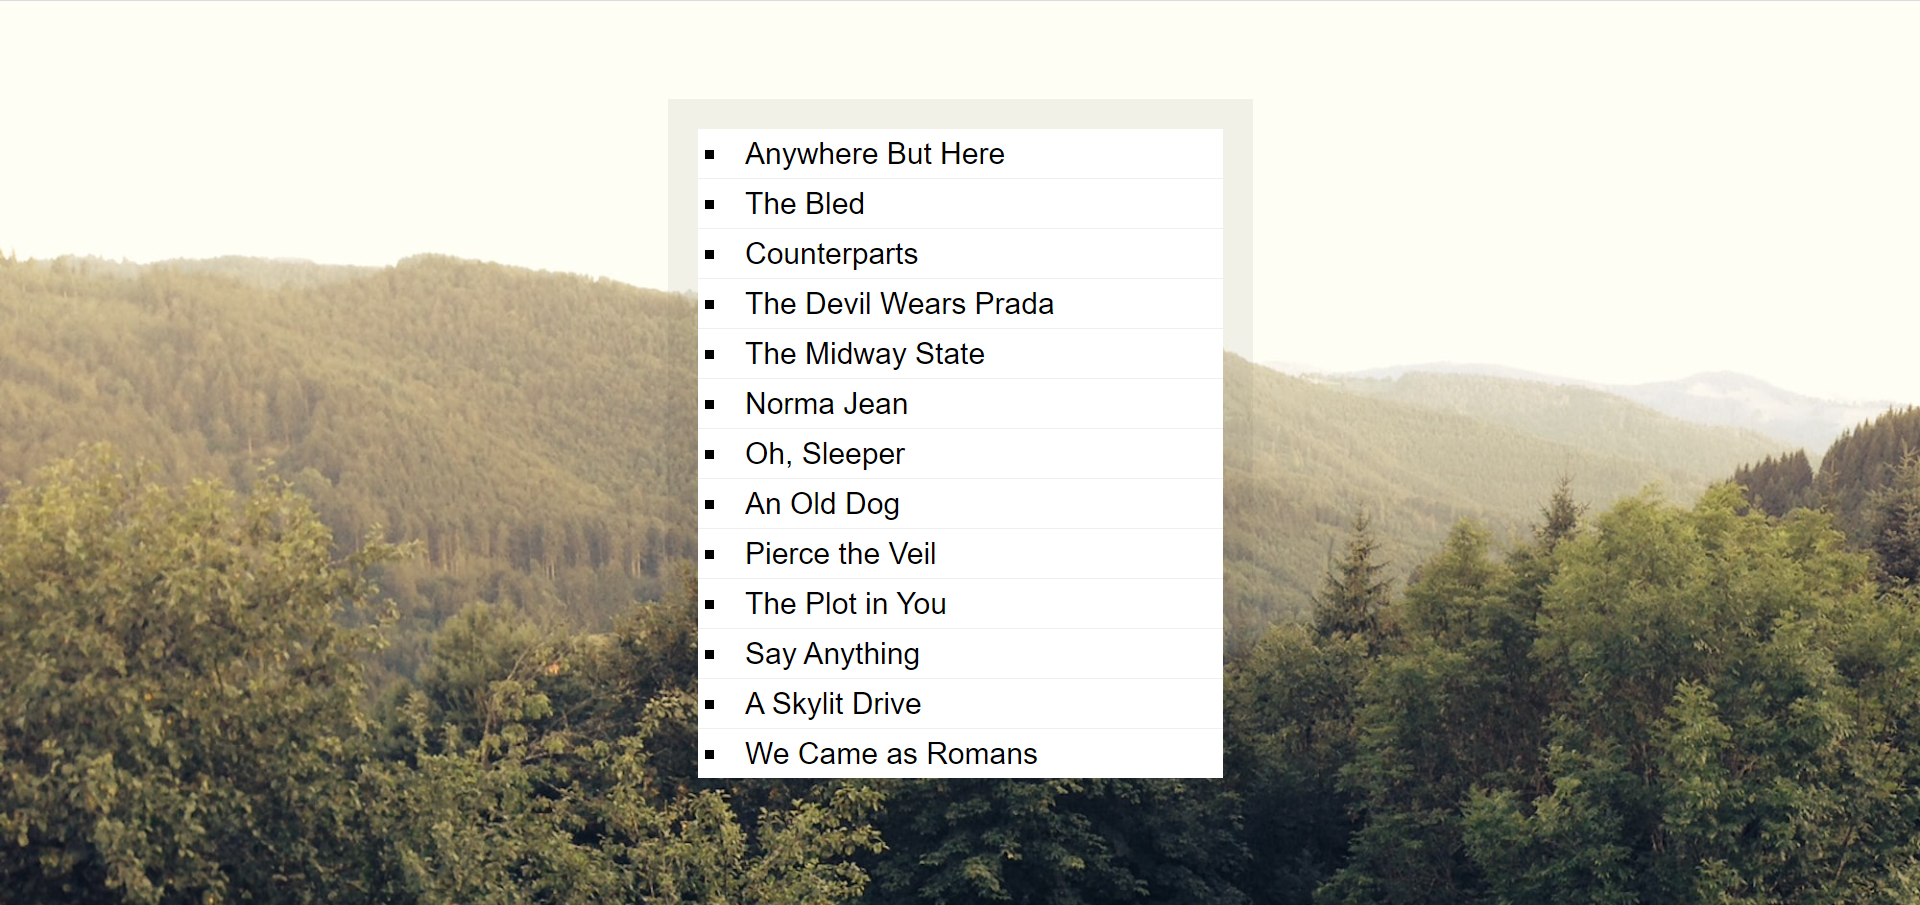 Anywhere But Here
The Bled
Counterparts
The Devil Wears Prada
The Midway State
Norma Jean
Oh, Sleeper
An Old Dog
Pierce the Veil
The Plot in You
Say Anything
A Skylit Drive
We Came as Romans